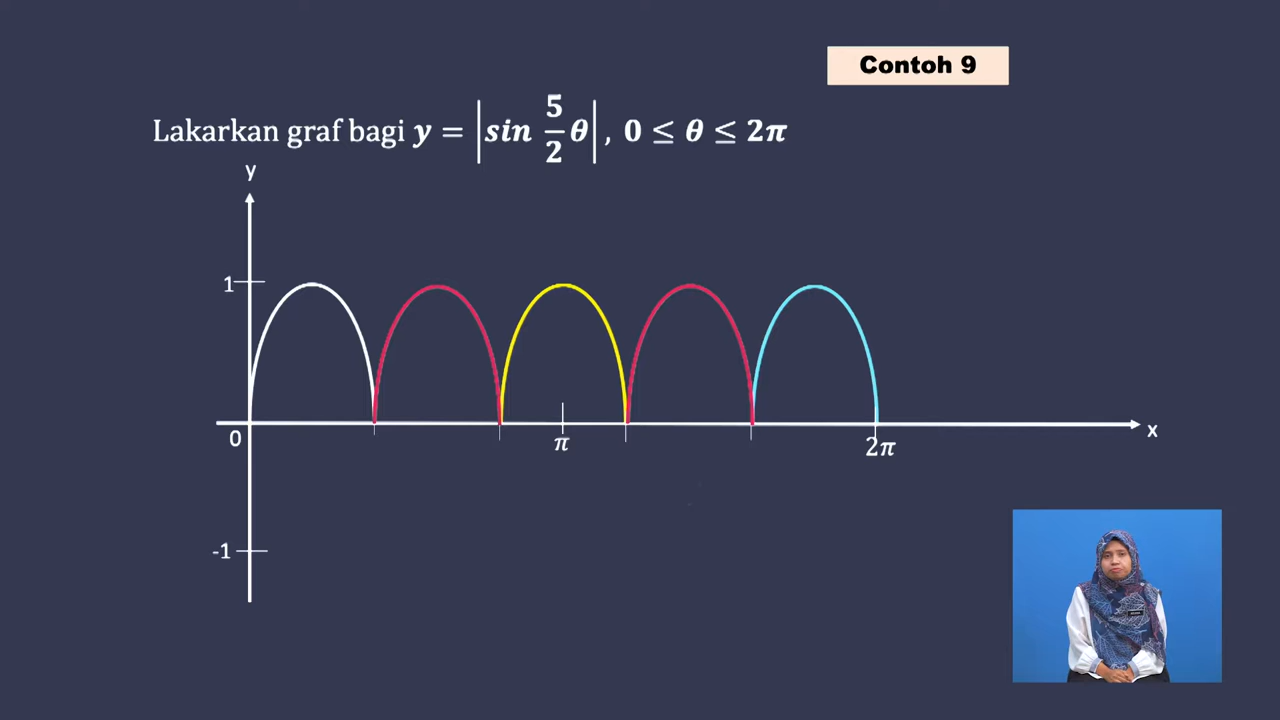 Contoh 9
Lakarkan graf bagi y = |sin 5/2 θ|, 0 ≤ θ ≤ 2π
y
1
0
π
2π
x
-1